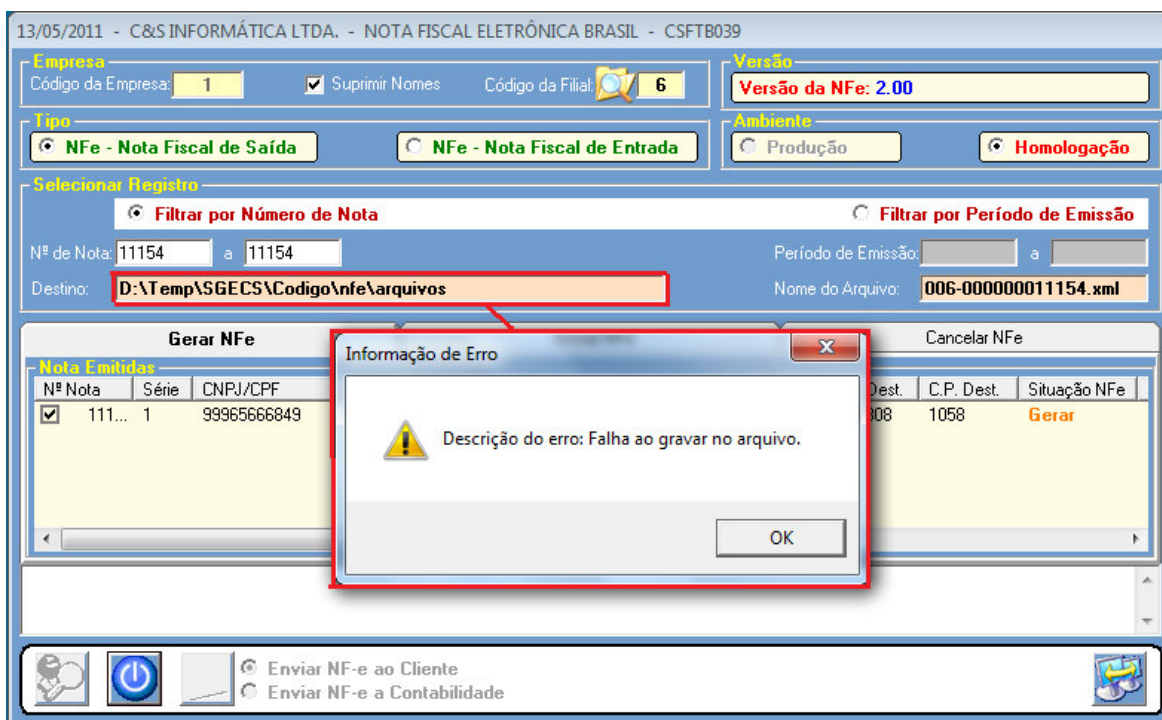 13/05/2011 - C&S INFORMÁTICA LTDA. - NOTA FISCAL ELETRÔNICA BRASIL - CSFTB039
Empresa
Código da Empresa: 1 Suprimir Nomes Código da Filial: 6
Versão
Versão da NFe: 2.00
Tipo
NFe - Nota Fiscal de Saída NFe - Nota Fiscal de Entrada
Ambiente
Produção Homologação
Selecionar Registro
Filtrar por Número de Nota Filtrar por Período de Emissão
Nº de Nota: 11154 a 11154 Período de Emissão: a
Destino: D:\Temp\SGECS\Codigo\nfe\arquivos Nome do Arquivo: 006-000000011154.xml
Gerar NFe Cancelar NFe
Nota Emitidas
Nº Nota Série CNPJ/CPF Dest. C.P. Dest. Situação NFe
111... 1 99965666849 308 1058 Gerar
Informação de Erro
Descrição do erro: Falha ao gravar no arquivo.
OK
Enviar NF-e ao Cliente
Enviar NF-e a Contabilidade